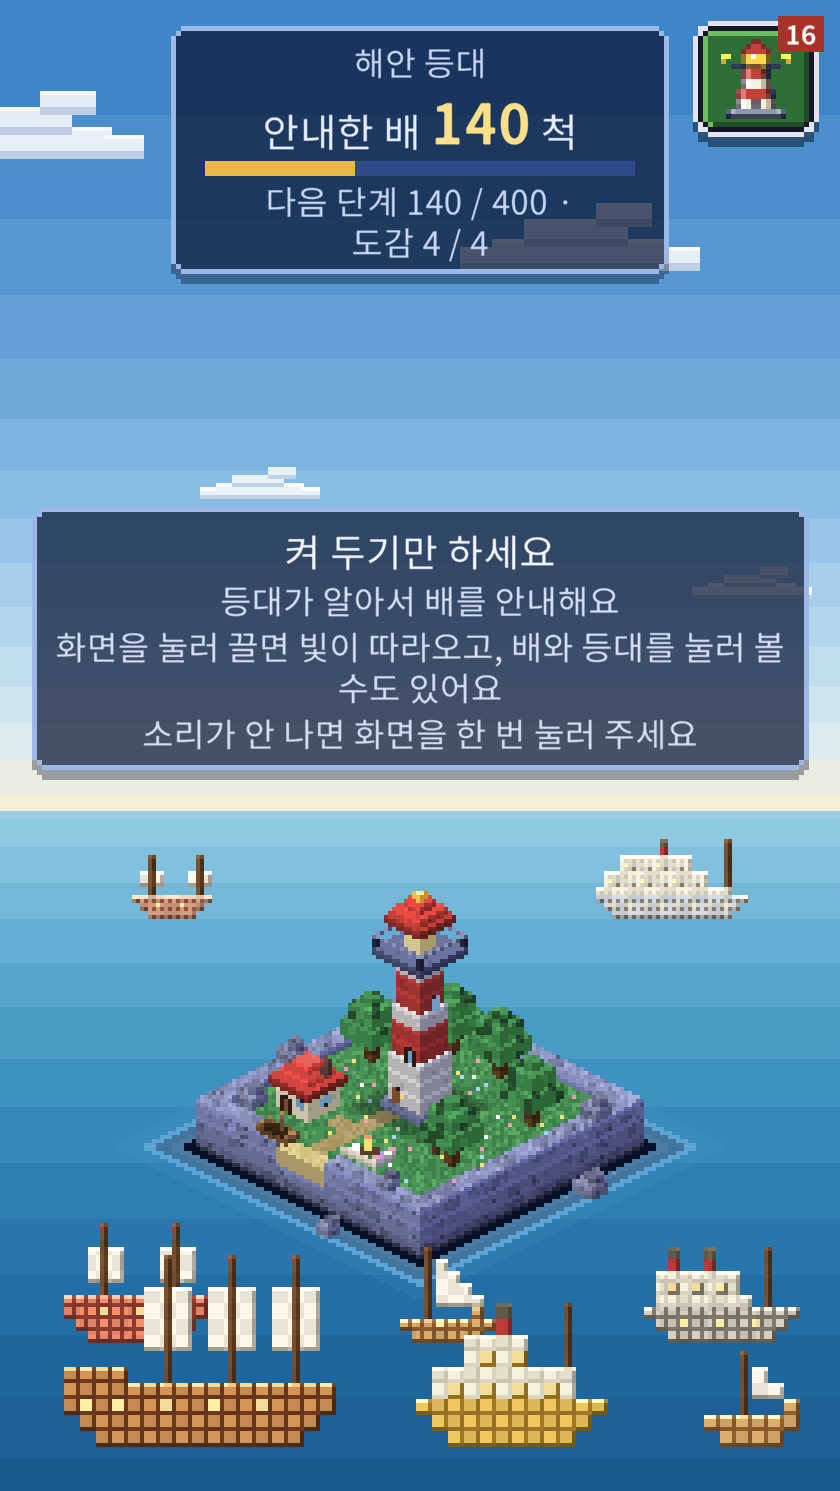 해안 등대
16
안내한 배 140 척
다음 단계 140 / 400 ·
도감 4 / 4
켜 두기만 하세요
등대가 알아서 배를 안내해요
화면을 눌러 끌면 빛이 따라오고, 배와 등대를 눌러 볼
수도 있어요
소리가 안 나면 화면을 한 번 눌러 주세요